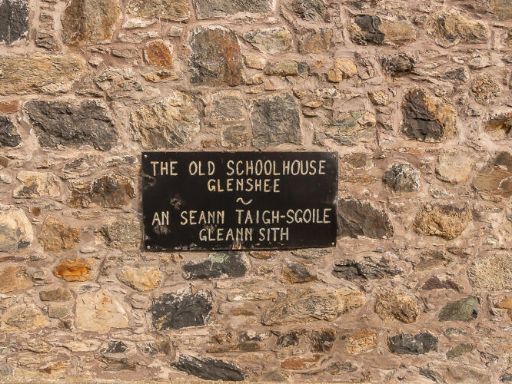 THE OLD SCHOOLHOUSE
GLENSHEE
~
AN SEANN TAIGH-SGOILE
GLEANN SITH